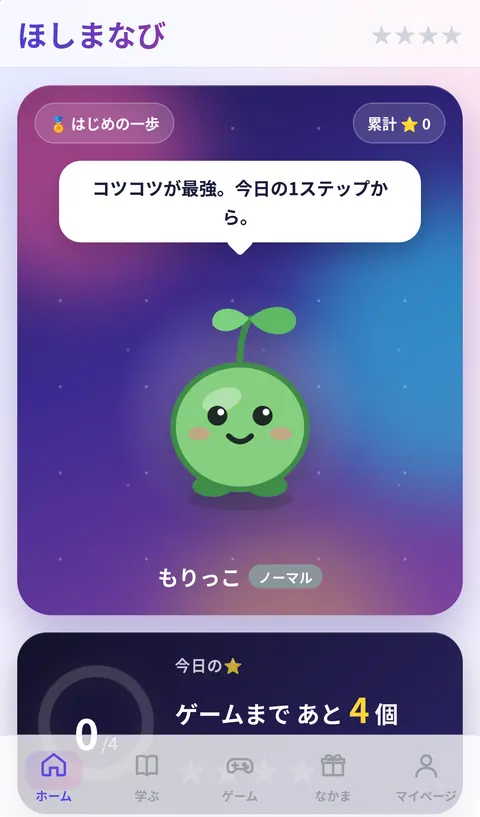 ほしまなび
★★★★
🏅 はじめの一歩
累計 ⭐ 0
コツコツが最強。今日の1ステップか
ら。
もりっこ ノーマル
今日の⭐
ゲームまで あと 4 個
0/4
★★★★
ホーム
学ぶ
ゲーム
なかま
マイページ